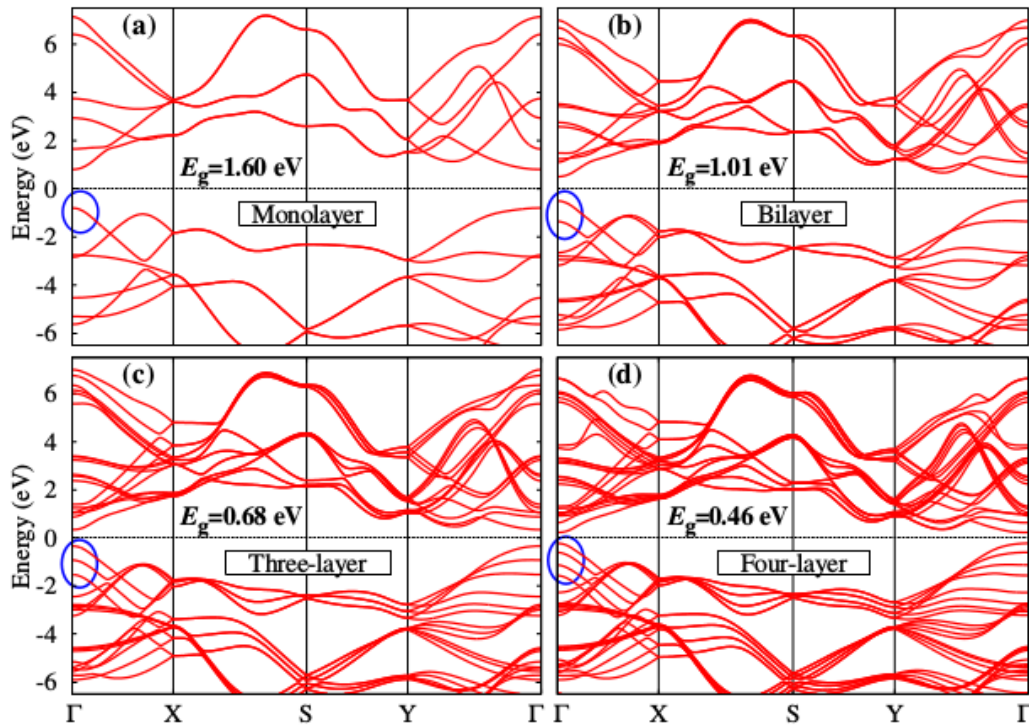 (a)
(b)
6
4
2
0
-2
-4
-6
Energy (eV)
E_g=1.60 eV
E_g=1.01 eV
Monolayer
Bilayer
(c)
(d)
6
4
2
0
-2
-4
-6
Energy (eV)
E_g=0.68 eV
E_g=0.46 eV
Three-layer
Four-layer
Γ X S Y Γ X S Y Γ